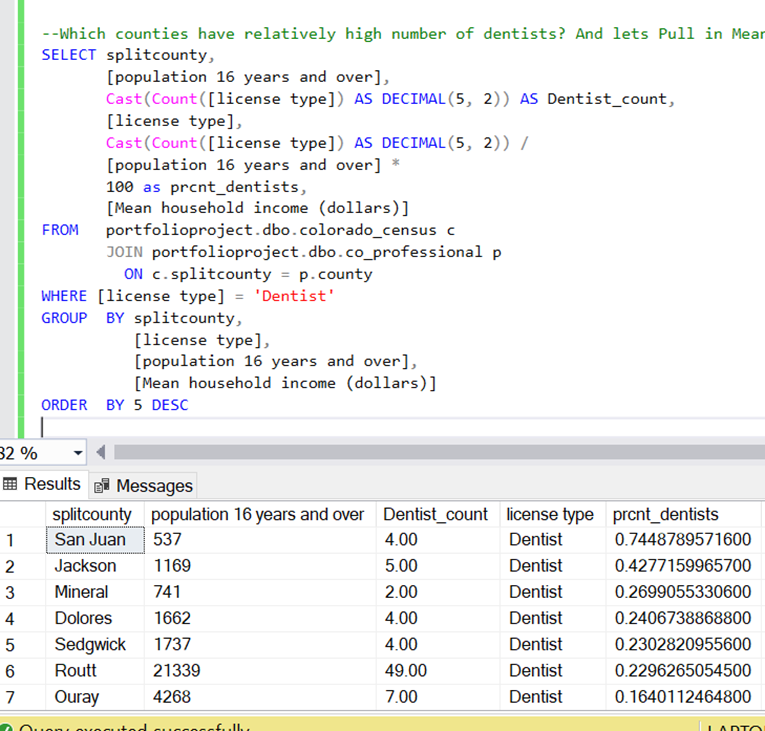 --Which counties have relatively high number of dentists? And lets Pull in Mean
SELECT splitcounty,
[population 16 years and over],
Cast(Count([license type]) AS DECIMAL(5, 2)) AS Dentist_count,
[license type],
Cast(Count([license type]) AS DECIMAL(5, 2)) /
[population 16 years and over] *
100 as prcnt_dentists,
[Mean household income (dollars)]
FROM portfolioproject.dbo.colorado_census c
JOIN portfolioproject.dbo.co_professional p
ON c.splitcounty = p.county
WHERE [license type] = 'Dentist'
GROUP BY splitcounty,
[license type],
[population 16 years and over],
[Mean household income (dollars)]
ORDER BY 5 DESC
82 %
Results Messages
splitcounty population 16 years and over Dentist_count license type prcnt_dentists
1 San Juan 537 4.00 Dentist 0.7448789571600
2 Jackson 1169 5.00 Dentist 0.4277159965700
3 Mineral 741 2.00 Dentist 0.2699055330600
4 Dolores 1662 4.00 Dentist 0.2406738868800
5 Sedgwick 1737 4.00 Dentist 0.2302820955600
6 Routt 21339 49.00 Dentist 0.2296265054500
7 Ouray 4268 7.00 Dentist 0.1640112464800
Query executed successfully LAPTO